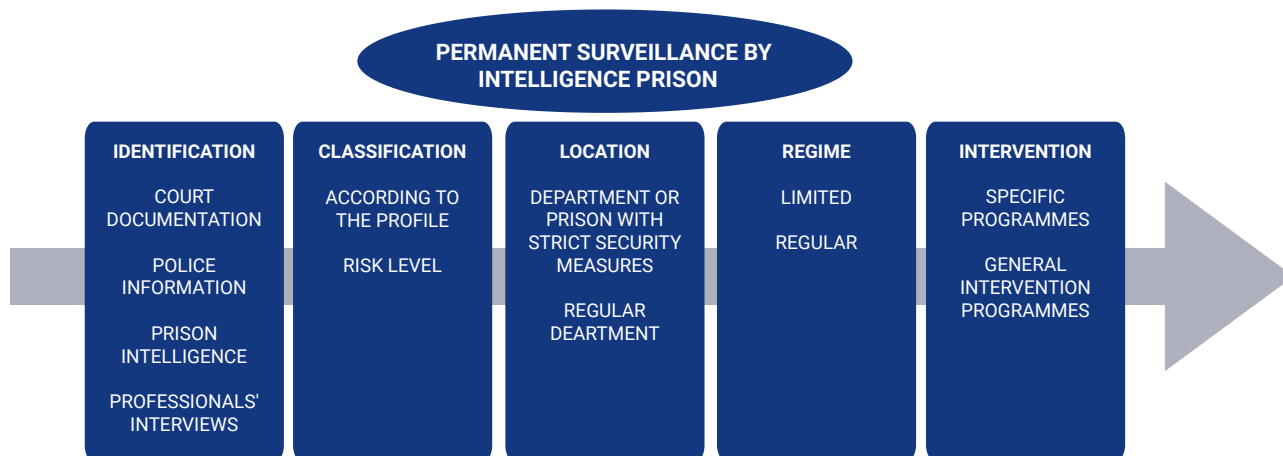 PERMANENT SURVEILLANCE BY
INTELLIGENCE PRISON
IDENTIFICATION
COURT
DOCUMENTATION
POLICE
INFORMATION
PRISON
INTELLIGENCE
PROFESSIONALS'
INTERVIEWS
CLASSIFICATION
ACCORDING TO
THE PROFILE
RISK LEVEL
LOCATION
DEPARTMENT OR
PRISON WITH
STRICT SECURITY
MEASURES
REGULAR
DEARTMENT
REGIME
LIMITED
REGULAR
INTERVENTION
SPECIFIC
PROGRAMMES
GENERAL
INTERVENTION
PROGRAMMES